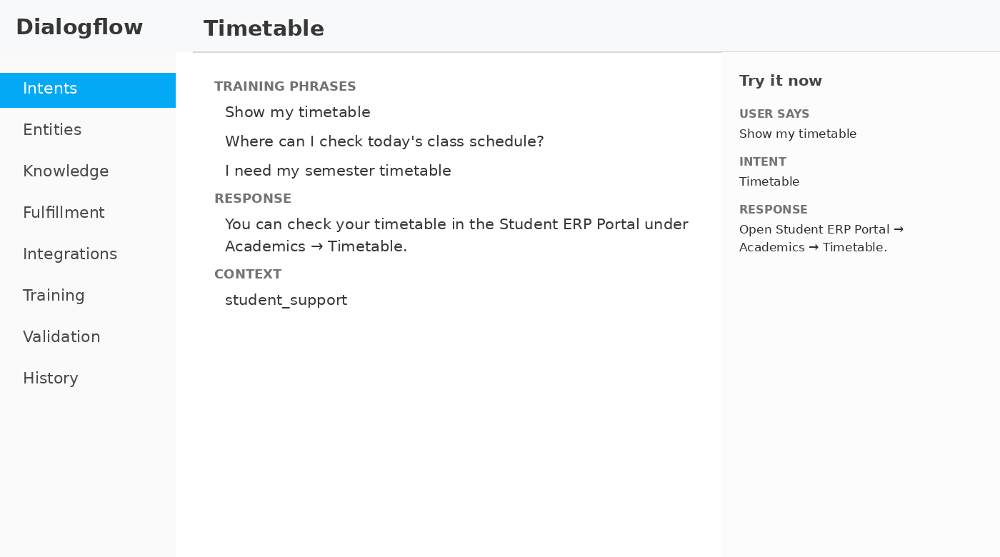 Dialogflow
Timetable
Intents
Entities
Knowledge
Fulfillment
Integrations
Training
Validation
History
TRAINING PHRASES
Show my timetable
Where can I check today's class schedule?
I need my semester timetable
RESPONSE
You can check your timetable in the Student ERP Portal under
Academics → Timetable.
CONTEXT
student_support
Try it now
USER SAYS
Show my timetable
INTENT
Timetable
RESPONSE
Open Student ERP Portal →
Academics → Timetable.